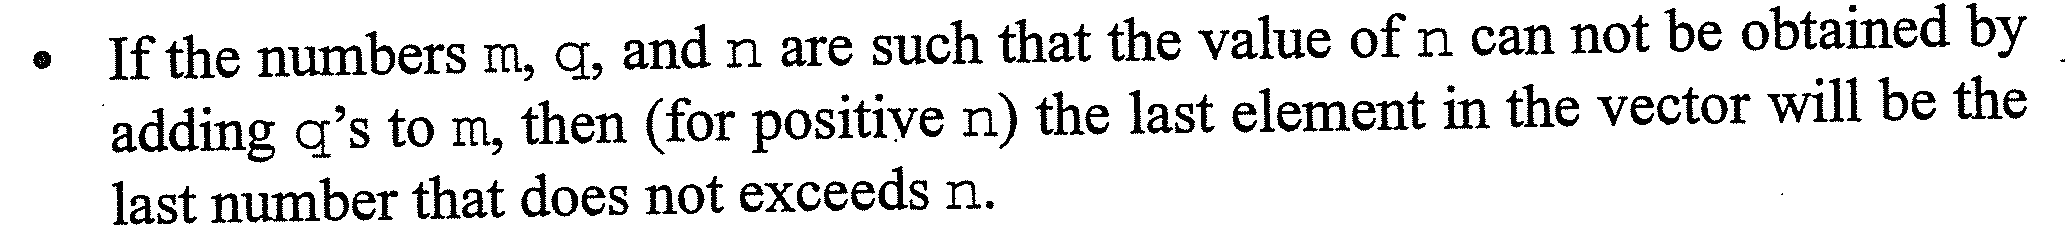 • If the numbers m, q, and n are such that the value of n can not be obtained by
adding q's to m, then (for positive n) the last element in the vector will be the
last number that does not exceeds n.